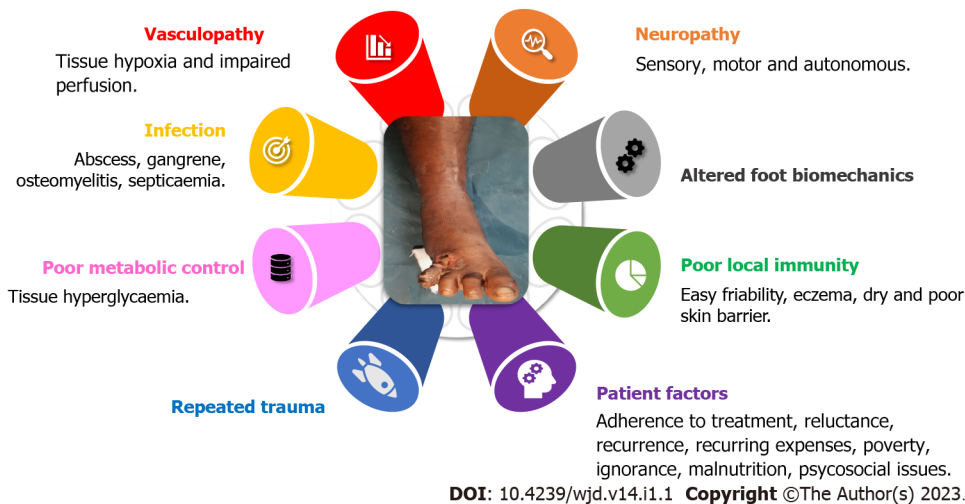 Vasculopathy
Tissue hypoxia and impaired
perfusion.
Neuropathy
Sensory, motor and autonomous.
Infection
Abscess, gangrene,
osteomyelitis, septicaemia.
Altered foot biomechanics
Poor metabolic control
Tissue hyperglycaemia.
Poor local immunity
Easy friability, eczema, dry and poor
skin barrier.
Repeated trauma
Patient factors
Adherence to treatment, reluctance,
recurrence, recurring expenses, poverty,
ignorance, malnutrition, psycosocial issues.
DOI: 10.4239/wjd.v14.i1.1 Copyright ©The Author(s) 2023.